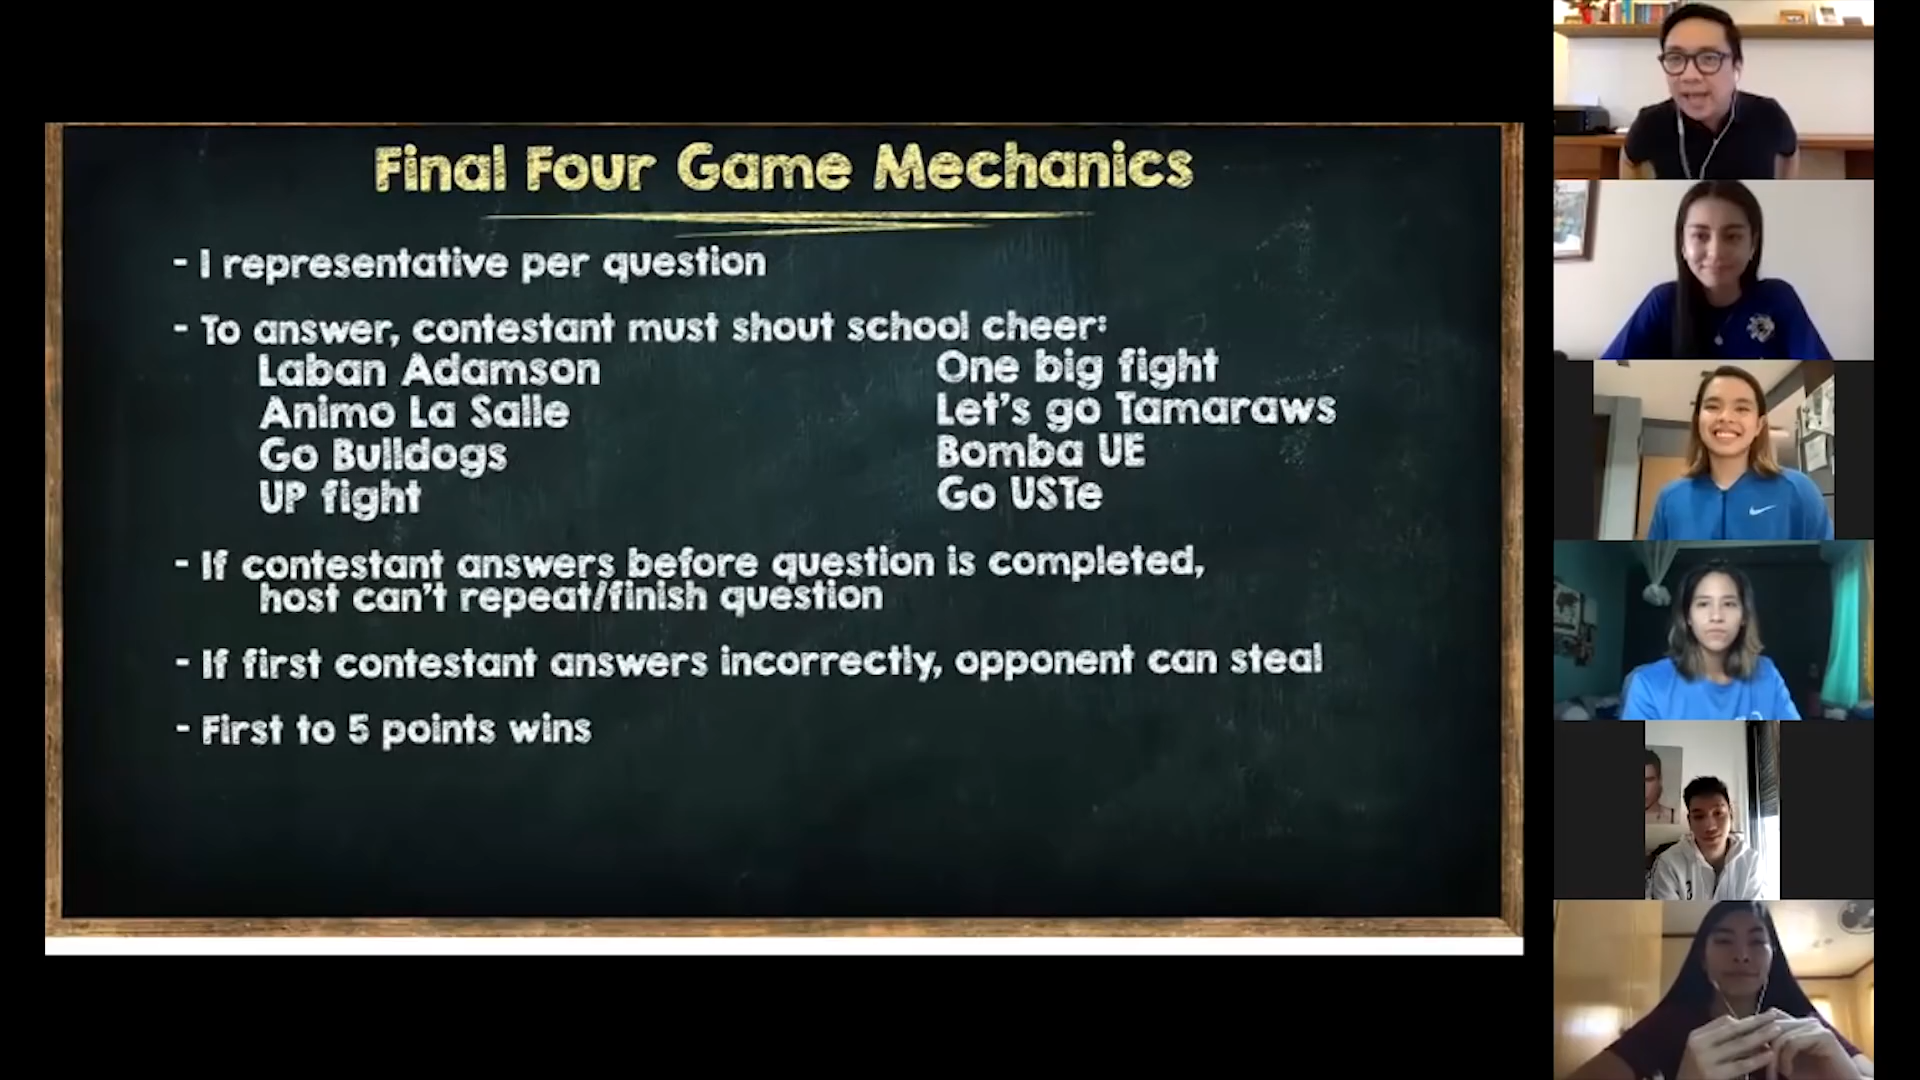 Final Four Game Mechanics
- 1 representative per question
- To answer, contestant must shout school cheer:
Laban Adamson
Animo La Salle
Go Bulldogs
UP fight
One big fight
Let's go Tamaraws
Bomba UE
Go USTe
- If contestant answers before question is completed,
host can't repeat/finish question
- If first contestant answers incorrectly, opponent can steal
- First to 5 points wins